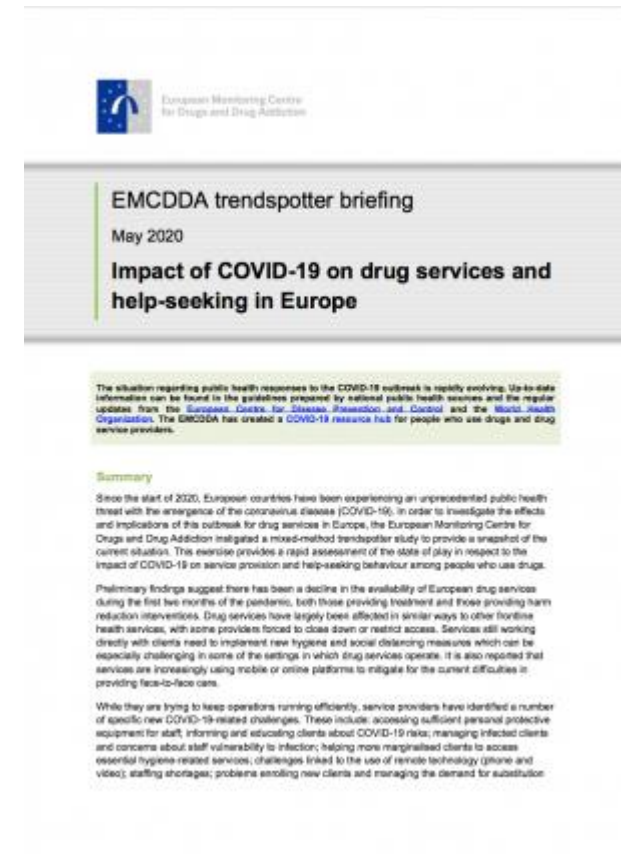 European Monitoring Centre
for Drugs and Drug Addiction
EMCDDA trendspotter briefing
May 2020
Impact of COVID-19 on drug services and
help-seeking in Europe
The situation regarding public health responses to the COVID-19 outbreak is rapidly evolving. Up-to-date
information can be found in the guidelines prepared by national public health sources and the regular
updates from the European Centre for Disease Prevention and Control and the World Health
Organization. The EMCDDA has created a COVID-19 resource hub for people who use drugs and drug
service providers.
Summary
Since the start of 2020, European countries have been experiencing an unprecedented public health
threat with the emergence of the coronavirus disease (COVID-19). In order to investigate the effects
and implications of this outbreak for drug services in Europe, the European Monitoring Centre for
Drugs and Drug Addiction instigated a mixed-method trendspotter study to provide a snapshot of the
current situation. This exercise provides a rapid assessment of the state of play in respect to the
impact of COVID-19 on service provision and help-seeking behaviour among people who use drugs.
Preliminary findings suggest there has been a decline in the availability of European drug services
during the first two months of the pandemic, both those providing treatment and those providing harm
reduction interventions. Drug services have largely been affected in similar ways to other frontline
health services, with some providers forced to close down or restrict access. Services still working
directly with clients need to implement new hygiene and social distancing measures which can be
especially challenging in some of the settings in which drug services operate. It is also reported that
services are increasingly using mobile or online platforms to mitigate for the current difficulties in
providing face-to-face care.
While they are trying to keep operations running efficiently, service providers have identified a number
of specific new COVID-19-related challenges. These include: accessing sufficient personal protective
equipment for staff; informing and educating clients about COVID-19 risks; managing infected clients
and concerns about staff vulnerability to infection; helping more marginalised clients to access
essential hygiene-related services; challenges linked to the use of remote technology (phone and
video); staffing shortages; problems enrolling new clients and managing the demand for substitution